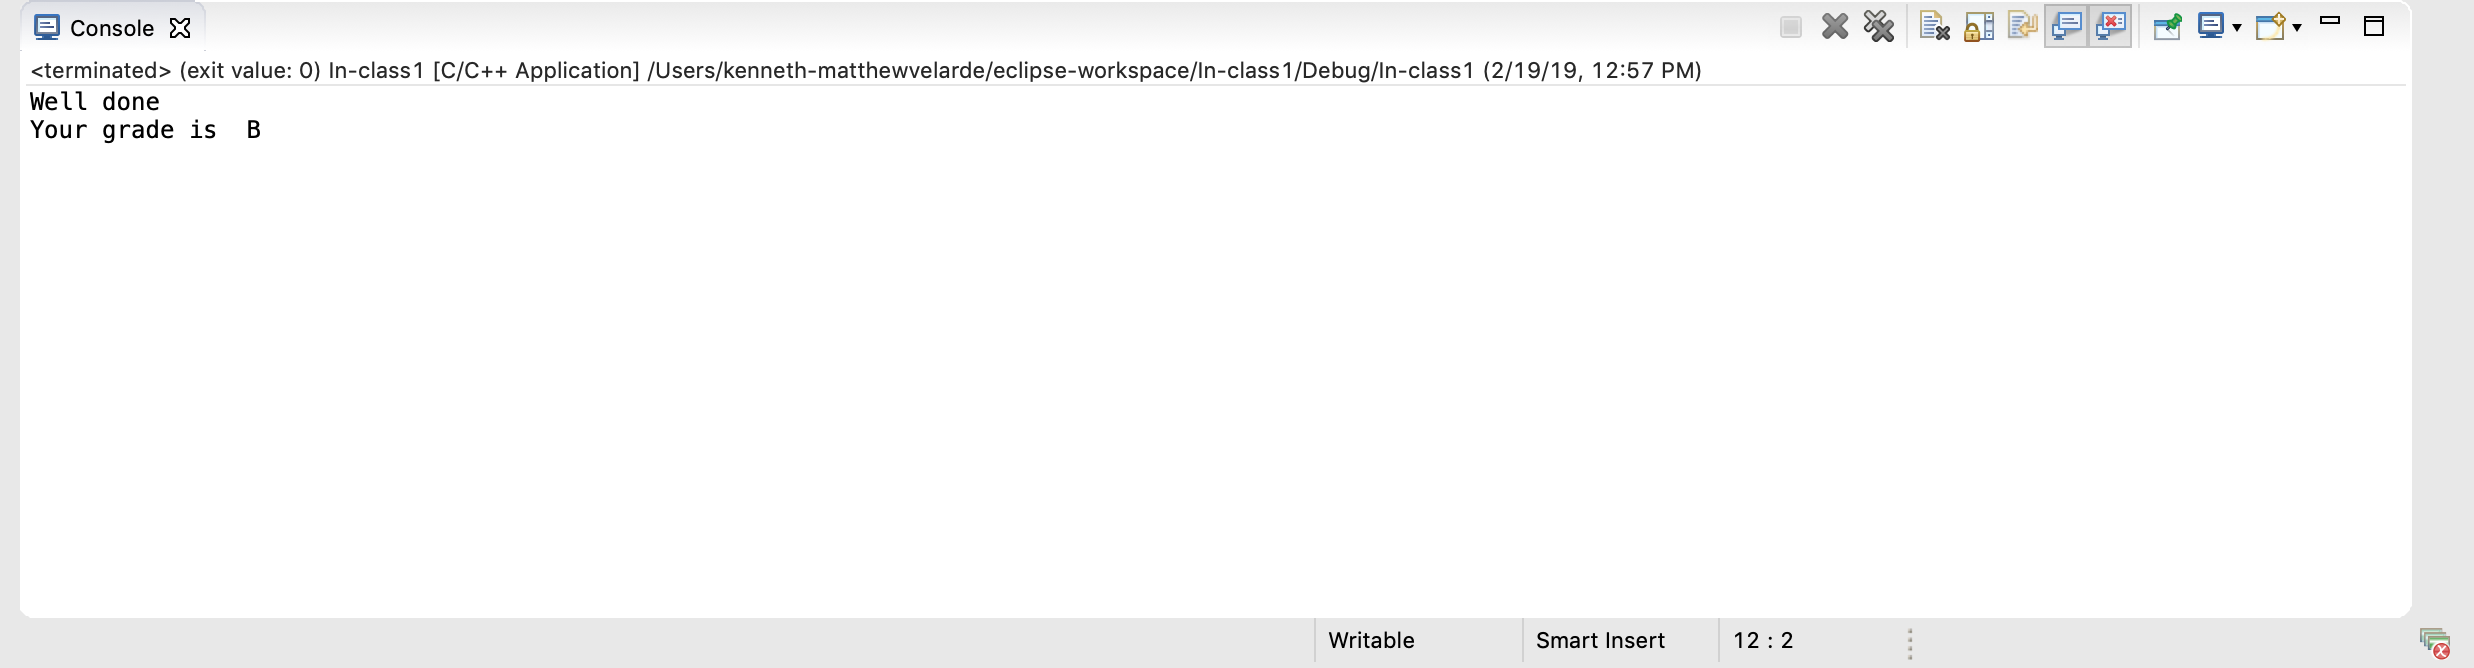 Console
<terminated> (exit value: 0) In-class1 [C/C++ Application] /Users/kenneth-matthewvelarde/eclipse-workspace/In-class1/Debug/In-class1 (2/19/19, 12:57 PM)
Well done
Your grade is  B
Writable
Smart Insert
12 : 2